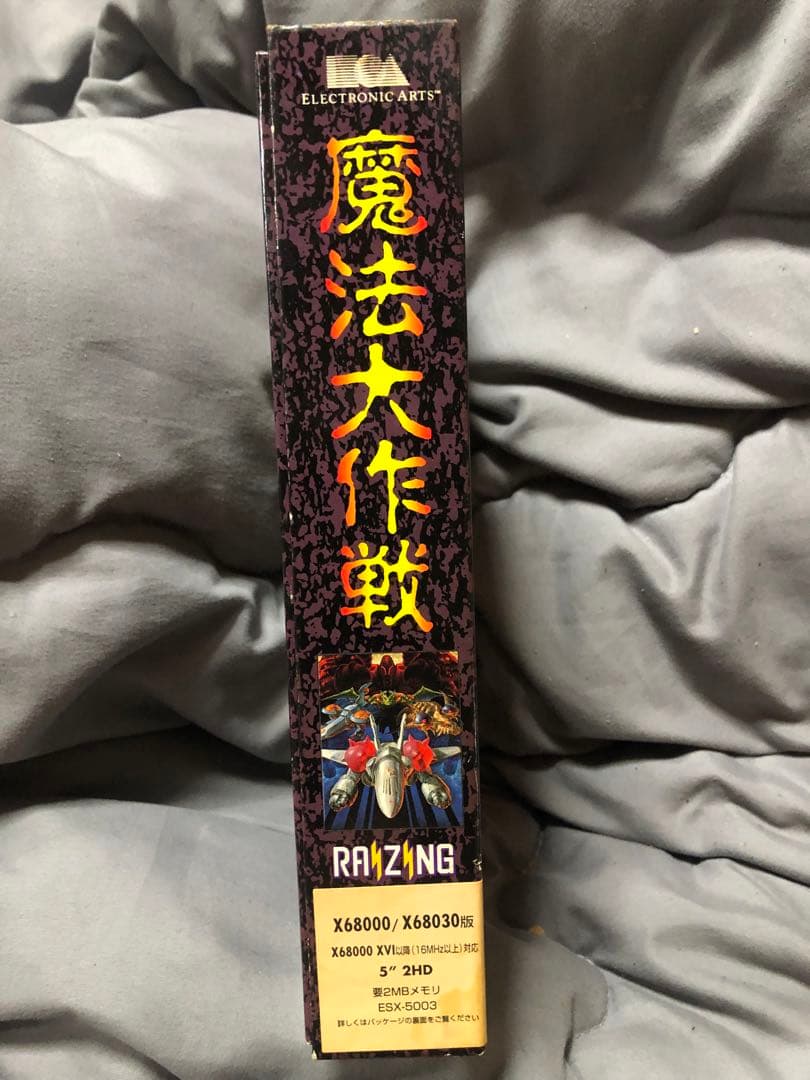 ELECTRONIC ARTS™
魔法大作戦
RAIZING
X68000/X68030版
X68000 XVI以降(16MHz以上)対応
5″ 2HD
要2MBメモリ
ESX-5003
詳しくはパッケージの裏面をご覧ください